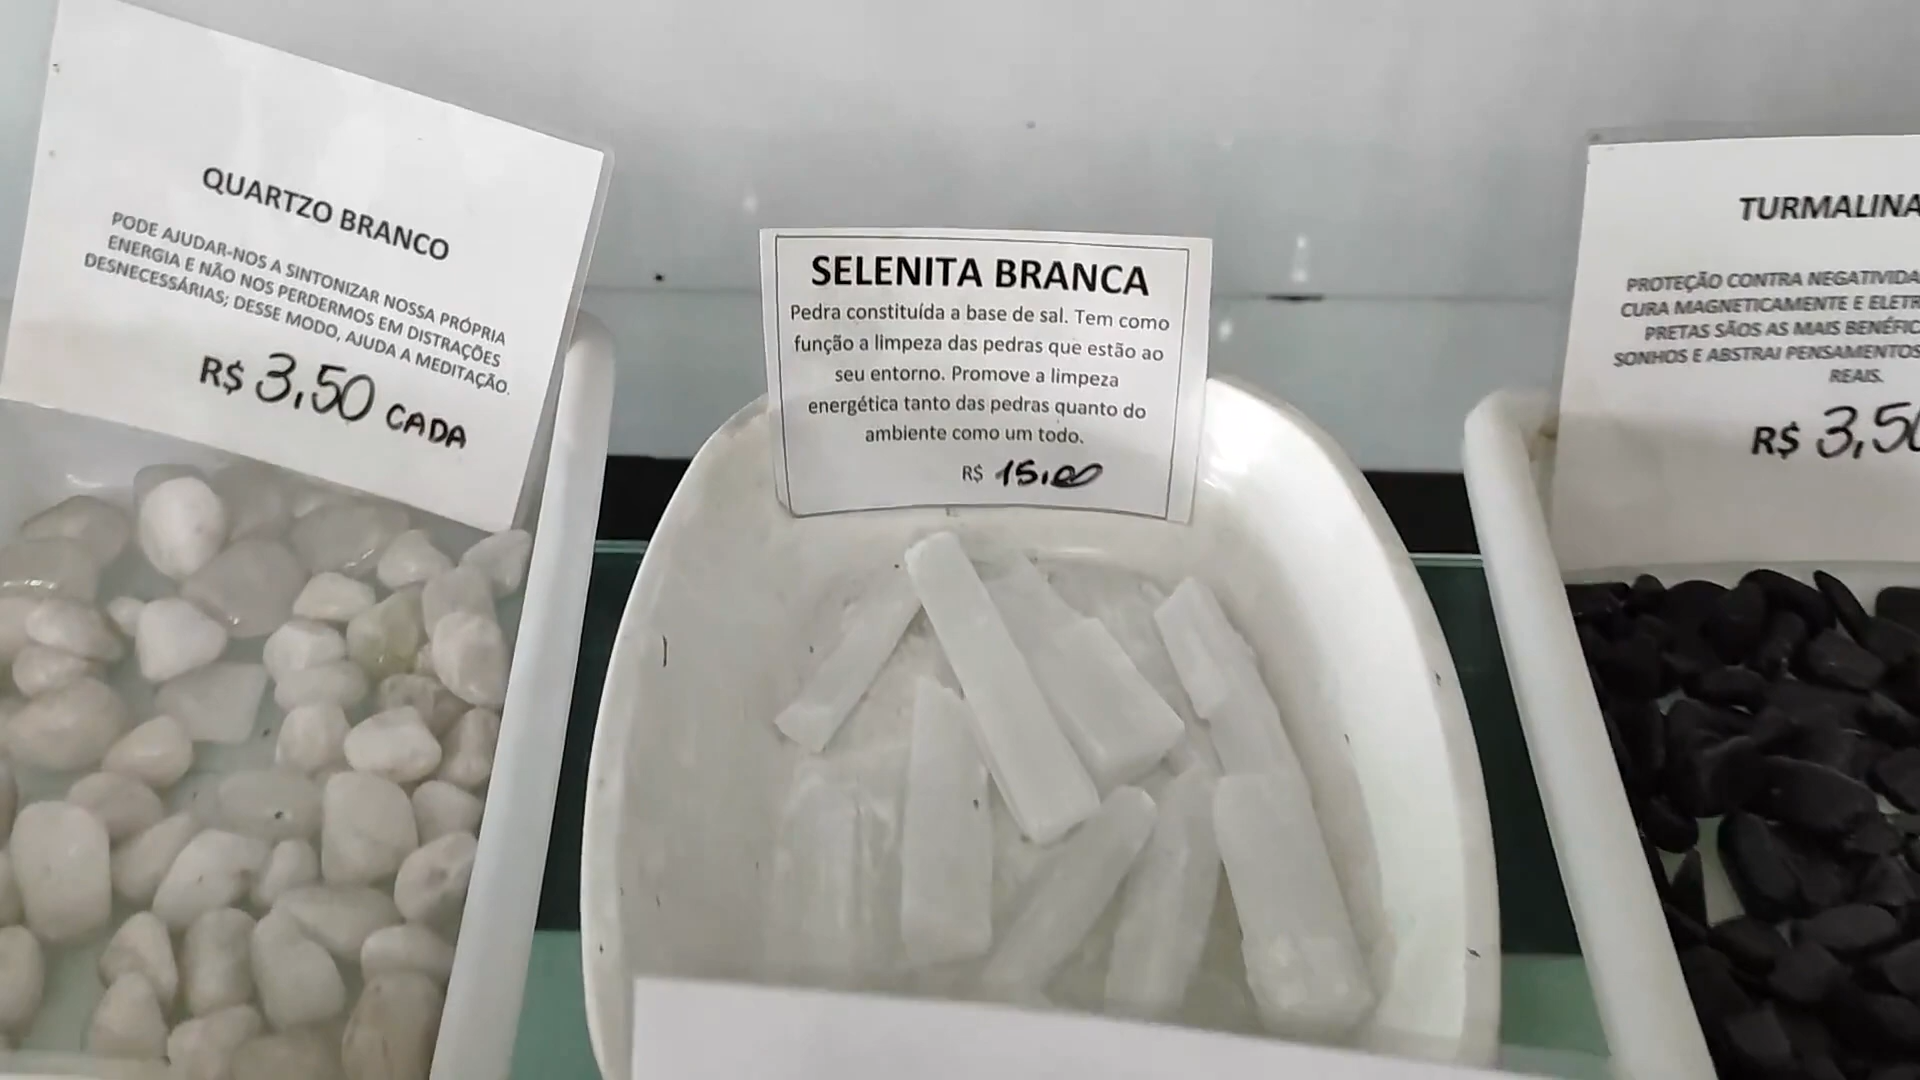 QUARTZO BRANCO
PODE AJUDAR-NOS A SINTONIZAR NOSSA PRÓPRIA
ENERGIA E NÃO NOS PERDERMOS EM DISTRAÇÕES
DESNECESSÁRIAS; DESSE MODO, AJUDA A MEDITAÇÃO.
R$ 3,50 CADA
SELENITA BRANCA
Pedra constituída a base de sal. Tem como
função a limpeza das pedras que estão ao
seu entorno. Promove a limpeza
energética tanto das pedras quanto do
ambiente como um todo.
R$ 15,00
TURMALINA
PROTEÇÃO CONTRA
CURA MAGNETICAMENTE E
PRETAS SÃOS AS MAIS
SONHOS E ABSTRAI PENSAMENTOS
REAIS.
R$ 3,50